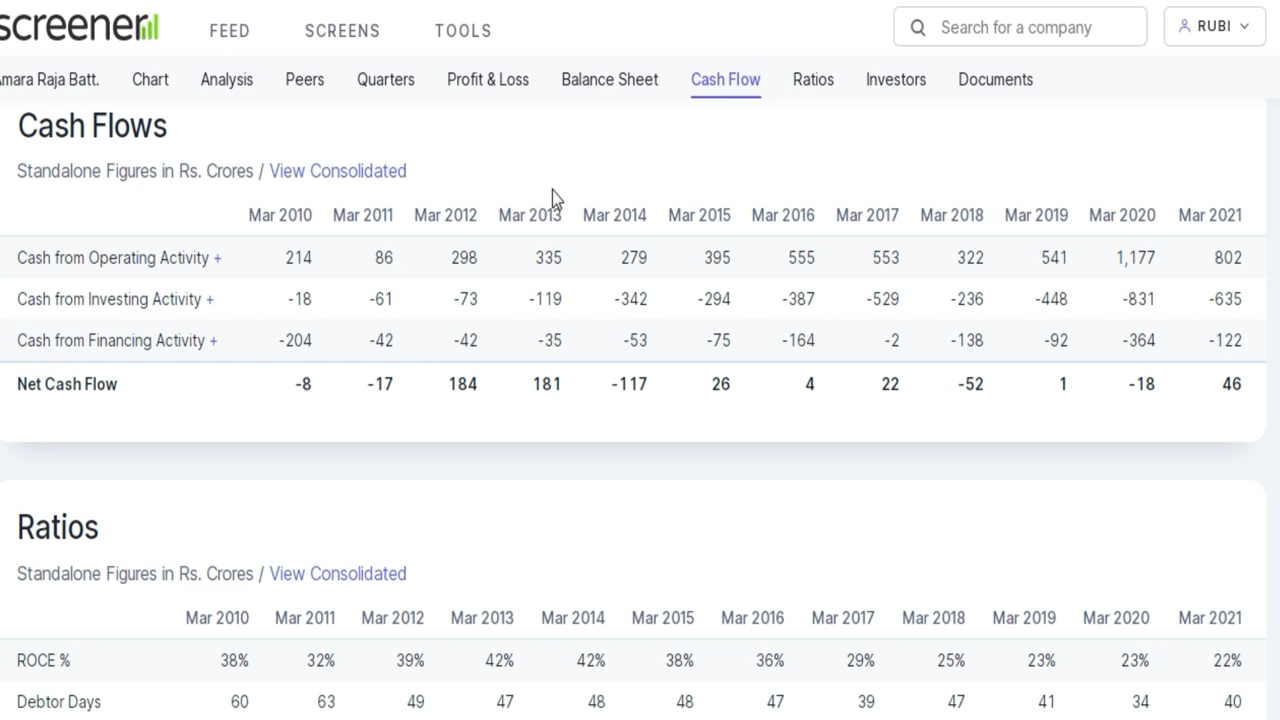 screener
FEED SCREENS TOOLS
Search for a company
RUBI
Amara Raja Batt. Chart Analysis Peers Quarters Profit & Loss Balance Sheet Cash Flow Ratios Investors Documents
Cash Flows
Standalone Figures in Rs. Crores / View Consolidated
Mar 2010 Mar 2011 Mar 2012 Mar 2013 Mar 2014 Mar 2015 Mar 2016 Mar 2017 Mar 2018 Mar 2019 Mar 2020 Mar 2021
Cash from Operating Activity + 214 86 298 335 279 395 555 553 322 541 1,177 802
Cash from Investing Activity + -18 -61 -73 -119 -342 -294 -387 -529 -236 -448 -831 -635
Cash from Financing Activity + -204 -42 -42 -35 -53 -75 -164 -2 -138 -92 -364 -122
Net Cash Flow -8 -17 184 181 -117 26 4 22 -52 1 -18 46
Ratios
Standalone Figures in Rs. Crores / View Consolidated
Mar 2010 Mar 2011 Mar 2012 Mar 2013 Mar 2014 Mar 2015 Mar 2016 Mar 2017 Mar 2018 Mar 2019 Mar 2020 Mar 2021
ROCE % 38% 32% 39% 42% 42% 38% 36% 29% 25% 23% 23% 22%
Debtor Days 60 63 49 47 48 48 47 39 47 41 34 40